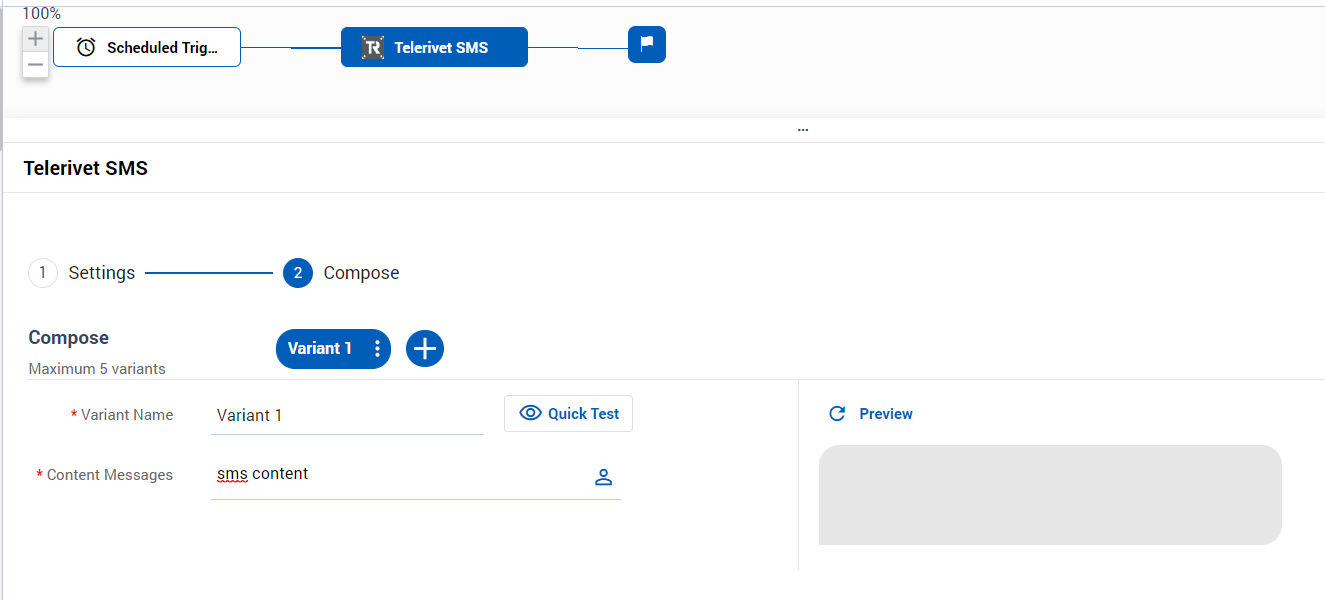 100%
Scheduled Trig...
TR Telerivet SMS
...
Telerivet SMS
1 Settings 2 Compose
Compose
Variant 1
Maximum 5 variants
* Variant Name Variant 1 Quick Test Preview
* Content Messages sms content